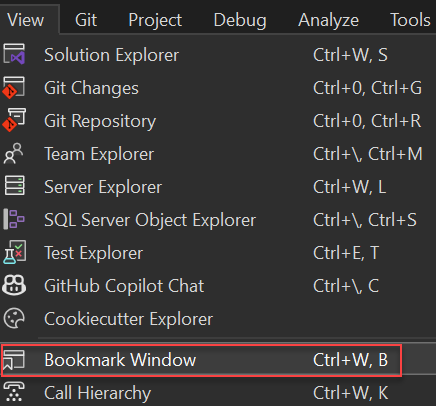 View Git Project Debug Analyze Tools
Solution Explorer Ctrl+W, S
Git Changes Ctrl+0, Ctrl+G
Git Repository Ctrl+0, Ctrl+R
Team Explorer Ctrl+\, Ctrl+M
Server Explorer Ctrl+W, L
SQL Server Object Explorer Ctrl+\, Ctrl+S
Test Explorer Ctrl+E, T
GitHub Copilot Chat Ctrl+\, C
Cookiecutter Explorer
Bookmark Window Ctrl+W, B
Call Hierarchy Ctrl+W, K